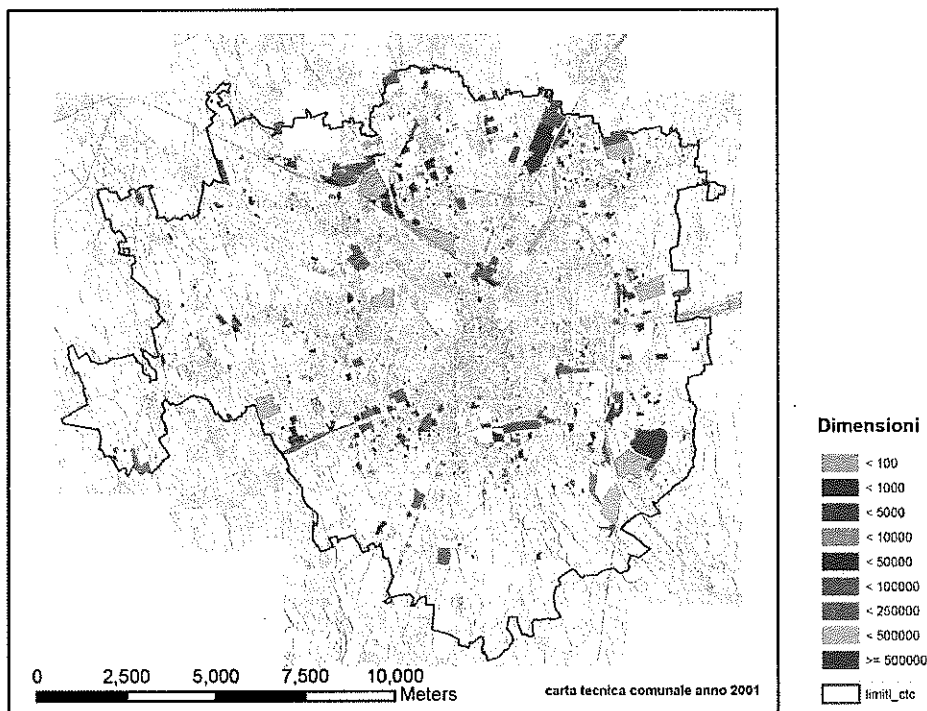 Dimensioni
< 100
< 1000
< 5000
< 10000
< 50000
< 100000
< 250000
< 500000
>= 500000
limiti_ctc
0 2,500 5,000 7,500 10,000
Meters
carta tecnica comunale anno 2001